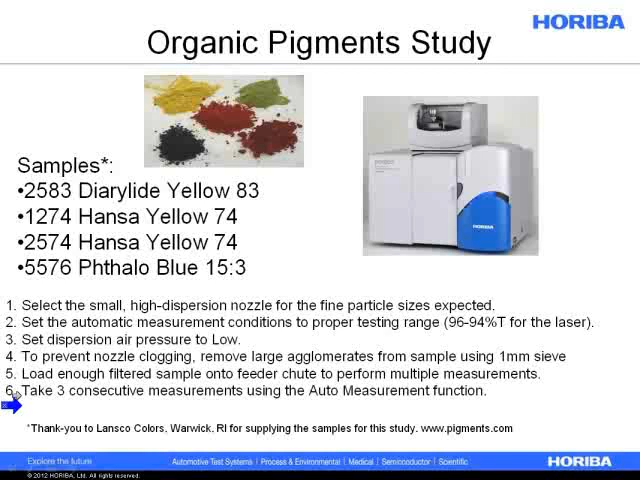 HORIBA
Organic Pigments Study
Samples*:
•2583 Diarylide Yellow 83
•1274 Hansa Yellow 74
•2574 Hansa Yellow 74
•5576 Phthalo Blue 15:3
HORIBA
1. Select the small, high-dispersion nozzle for the fine particle sizes expected.
2. Set the automatic measurement conditions to proper testing range (96-94%T for the laser).
3. Set dispersion air pressure to Low.
4. To prevent nozzle clogging, remove large agglomerates from sample using 1mm sieve
5. Load enough filtered sample onto feeder chute to perform multiple measurements.
6. Take 3 consecutive measurements using the Auto Measurement function.
*Thank-you to Lansco Colors, Warwick, RI for supplying the samples for this study. www.pigments.com
Explore the future
Automotive Test Systems | Process & Environmental | Medical | Semiconductor | Scientific
HORIBA
© 2012 HORIBA, Ltd. All rights reserved.